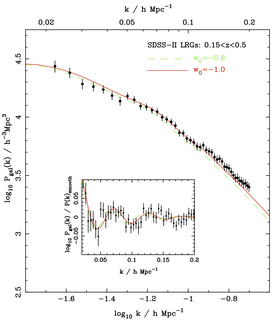 k / h Mpc⁻¹
0.02 0.05 0.1 0.2
SDSS-II LRGs: 0.15<z<0.5
w₀=-0.8
w₀=-1.0
4.5
4
3.5
3
2.5
log₁₀ P_gal(k) / h⁻³Mpc³
log₁₀ P_gal(k) / P(k)_smooth
0.05
0
-0.05
0.05 0.1 0.15 0.2
k / h Mpc⁻¹
-1.6 -1.4 -1.2 -1 -0.8
log₁₀ k / h Mpc⁻¹